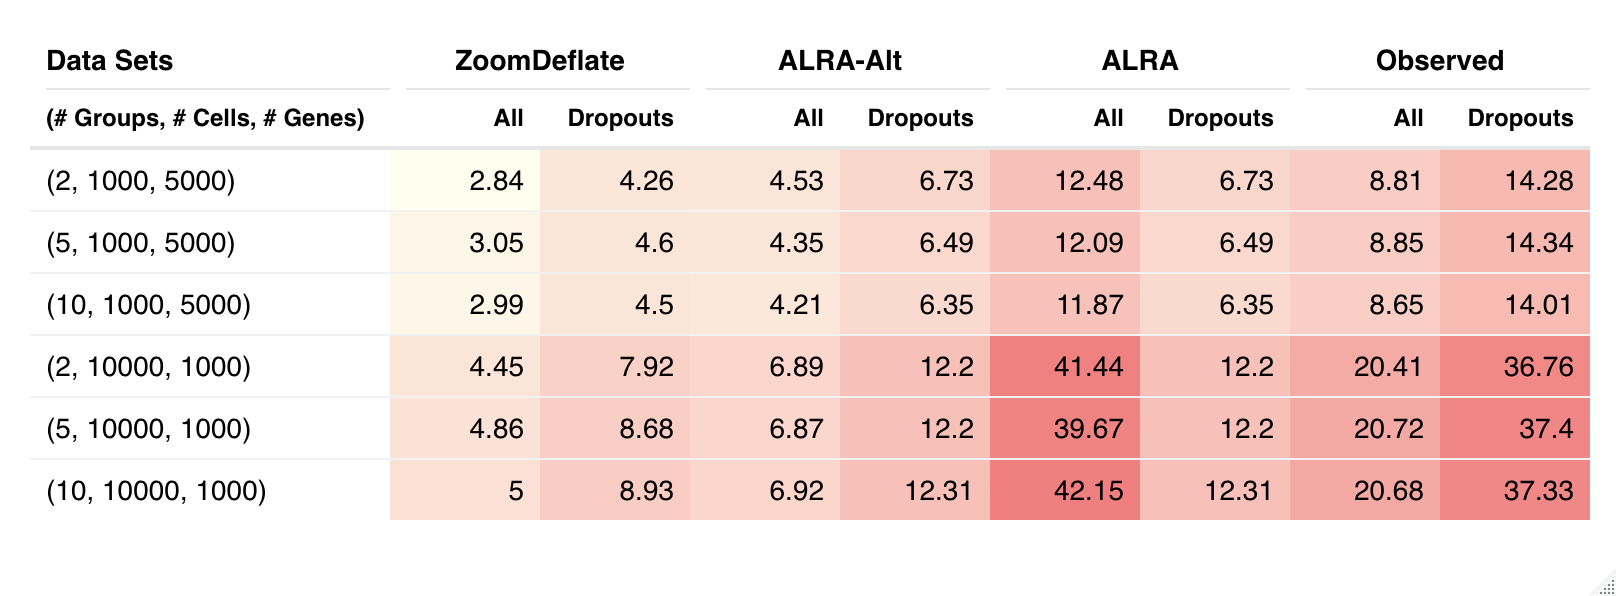 Data Sets ZoomDeflate ALRA-Alt ALRA Observed
(# Groups, # Cells, # Genes) All Dropouts All Dropouts All Dropouts All Dropouts
(2, 1000, 5000) 2.84 4.26 4.53 6.73 12.48 6.73 8.81 14.28
(5, 1000, 5000) 3.05 4.6 4.35 6.49 12.09 6.49 8.85 14.34
(10, 1000, 5000) 2.99 4.5 4.21 6.35 11.87 6.35 8.65 14.01
(2, 10000, 1000) 4.45 7.92 6.89 12.2 41.44 12.2 20.41 36.76
(5, 10000, 1000) 4.86 8.68 6.87 12.2 39.67 12.2 20.72 37.4
(10, 10000, 1000) 5 8.93 6.92 12.31 42.15 12.31 20.68 37.33